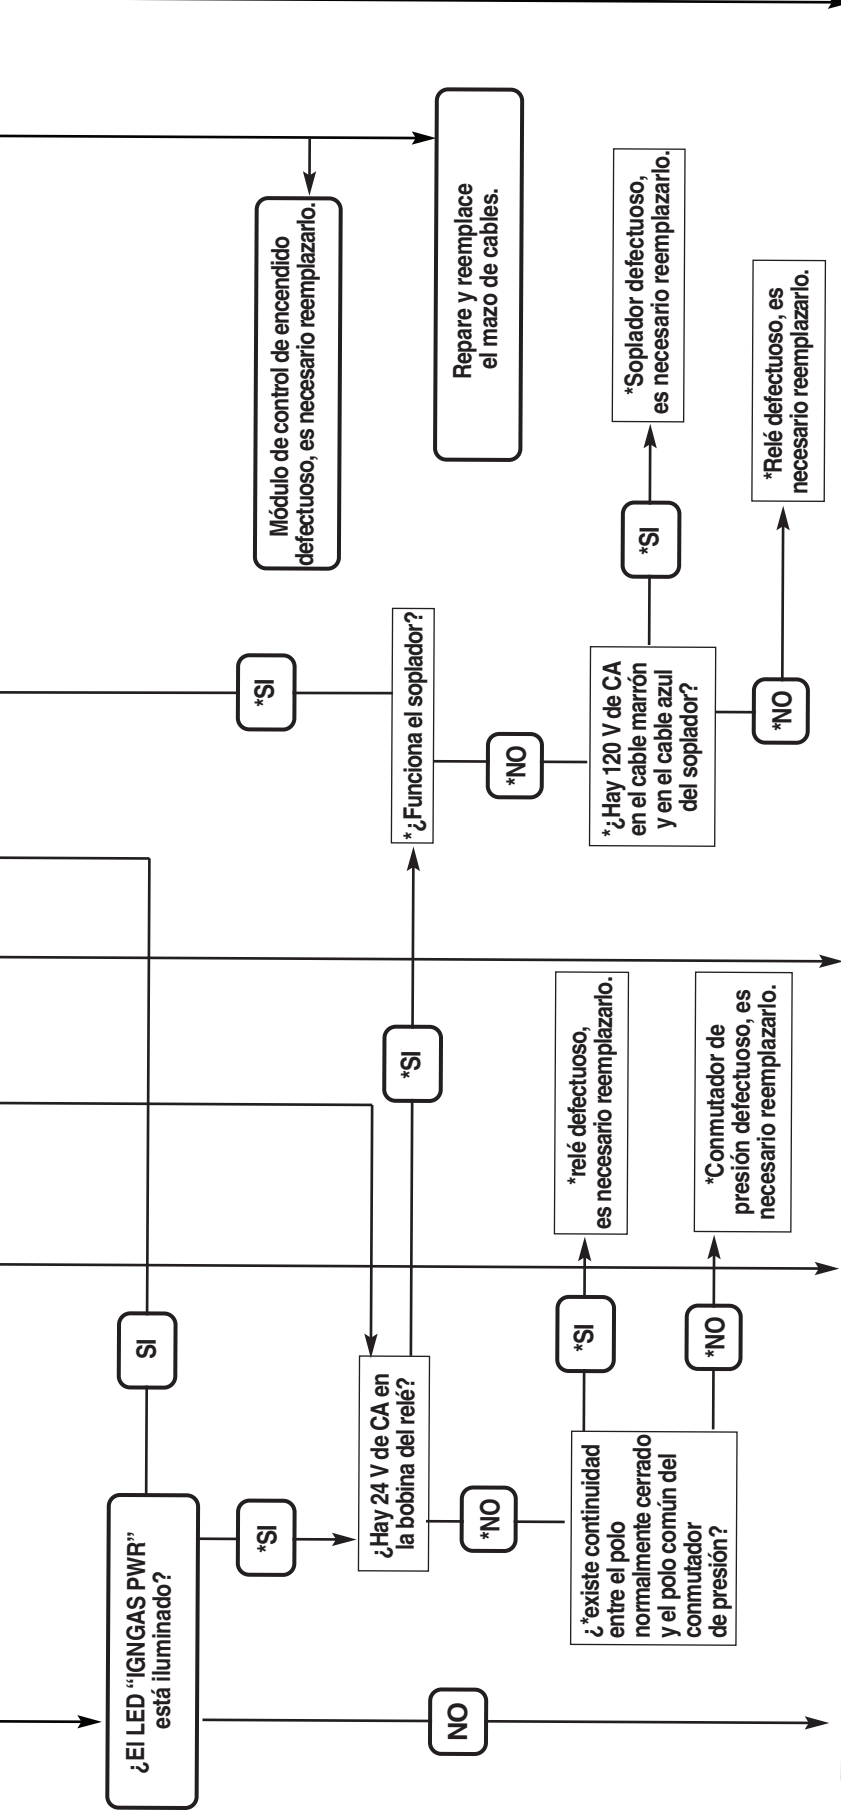 ¿El LED “IGNGAS PWR”
está iluminado?
SI
*SI
NO
¿Hay 24 V de CA en
la bobina del relé?
*SI
*NO
¿*existe continuidad
entre el polo
normalmente cerrado
y el polo común del
conmutador
de presión?
*SI
*NO
*relé defectuoso,
es necesario reemplazarlo.
*Conmutador de
presión defectuoso, es
necesario reemplazarlo.
*¿Funciona el soplador?
*SI
*NO
*¿Hay 120 V de CA
en el cable marrón
y en el cable azul
del soplador?
*SI
*NO
*Soplador defectuoso,
es necesario reemplazarlo.
*Relé defectuoso, es
necesario reemplazarlo.
Módulo de control de encendido
defectuoso, es necesario reemplazarlo.
Repare y reemplace
el mazo de cables.